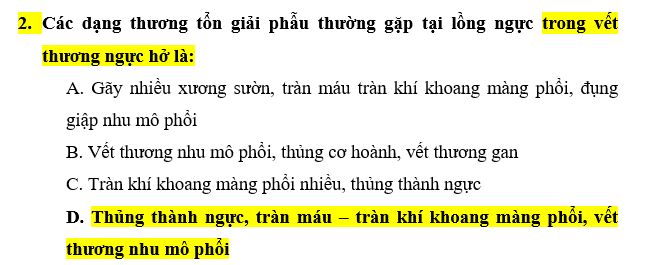 2. Các dạng thương tổn giải phẫu thường gặp tại lồng ngực trong vết
thương ngực hở là:
A. Gãy nhiều xương sườn, tràn máu tràn khí khoang màng phổi, đụng
giập nhu mô phổi
B. Vết thương nhu mô phổi, thủng cơ hoành, vết thương gan
C. Tràn khí khoang màng phổi nhiều, thủng thành ngực
D. Thủng thành ngực, tràn máu – tràn khí khoang màng phổi, vết
thương nhu mô phổi